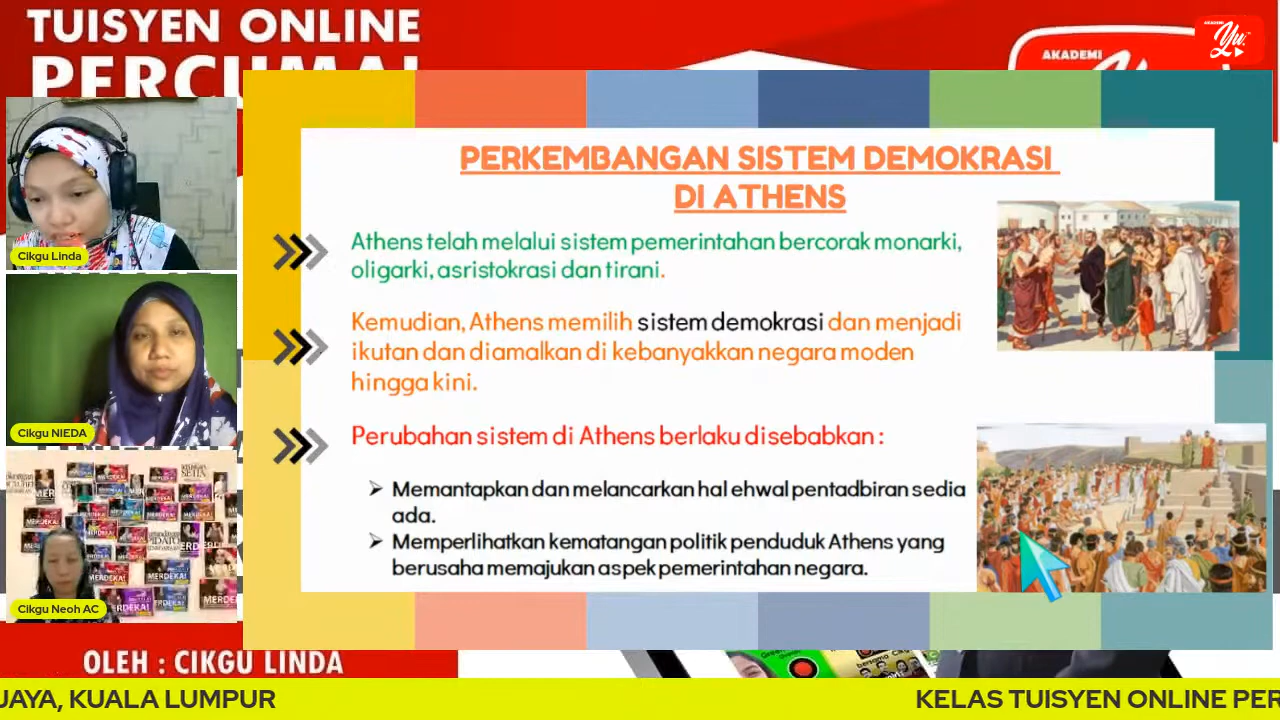 TUISYEN ONLINE
PERCUMA!
AKADEMI
AKADEMI
Yu.
PERKEMBANGAN SISTEM DEMOKRASI
DI ATHENS
Athens telah melalui sistem pemerintahan bercorak monarki,
oligarki, asristokrasi dan tirani.
Kemudian, Athens memilih sistem demokrasi dan menjadi
ikutan dan diamalkan di kebanyakkan negara moden
hingga kini.
Perubahan sistem di Athens berlaku disebabkan :
Memantapkan dan melancarkan hal ehwal pentadbiran sedia
ada.
Memperlihatkan kematangan politik penduduk Athens yang
berusaha memajukan aspek pemerintahan negara.
Cikgu Linda
Cikgu NIEDA
MERDEKA!
Cikgu Neoh AC
OLEH : CIKGU LINDA
bersama
JAYA, KUALA LUMPUR
KELAS TUISYEN ONLINE PER